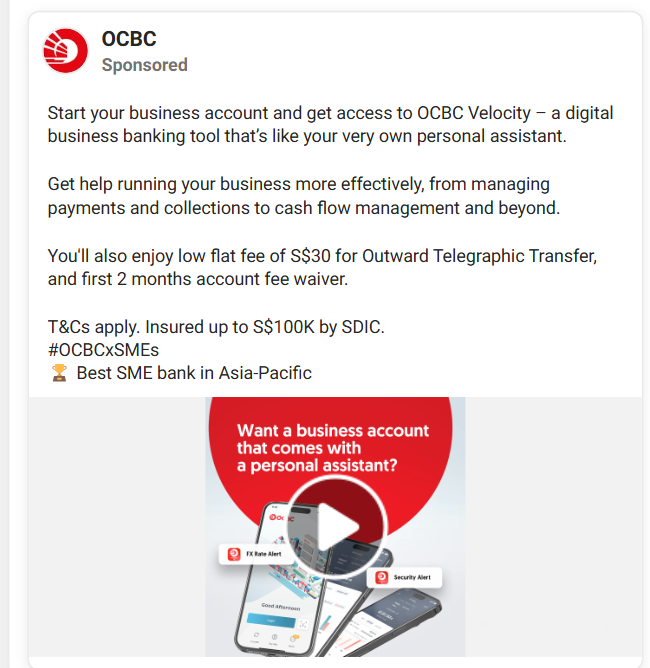 OCBC
Sponsored
Start your business account and get access to OCBC Velocity – a digital
business banking tool that's like your very own personal assistant.
Get help running your business more effectively, from managing
payments and collections to cash flow management and beyond.
You'll also enjoy low flat fee of S$30 for Outward Telegraphic Transfer,
and first 2 months account fee waiver.
T&Cs apply. Insured up to S$100K by SDIC.
#OCBCxSMEs
🏆 Best SME bank in Asia-Pacific
Want a business account
that comes with
a personal assistant?
OCBC
FX Rate Alert
Security Alert
Good Afternoon
Login